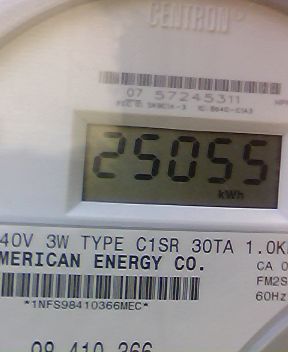 CENTRON®
07 57245311
25055
kWh
40V 3W TYPE C1SR 30TA 1.0K
MERICAN ENERGY CO.
CA 0
FM2S
60Hz
*1NFS98410366MEC*
98 410 366